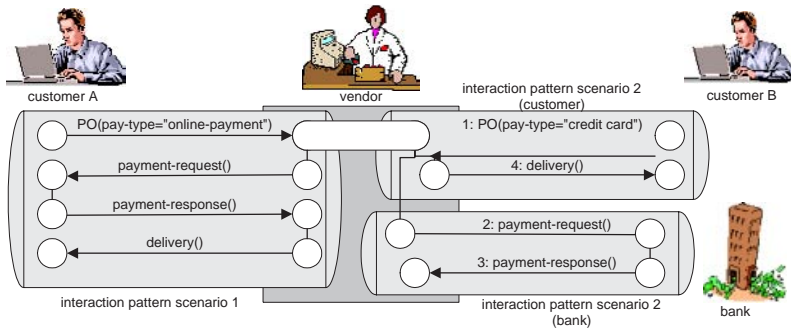 customer A
vendor
interaction pattern scenario 2
(customer)
customer B
PO(pay-type="online-payment")
1: PO(pay-type="credit card")
payment-request()
4: delivery()
payment-response()
2: payment-request()
delivery()
3: payment-response()
interaction pattern scenario 1
interaction pattern scenario 2
(bank)
bank